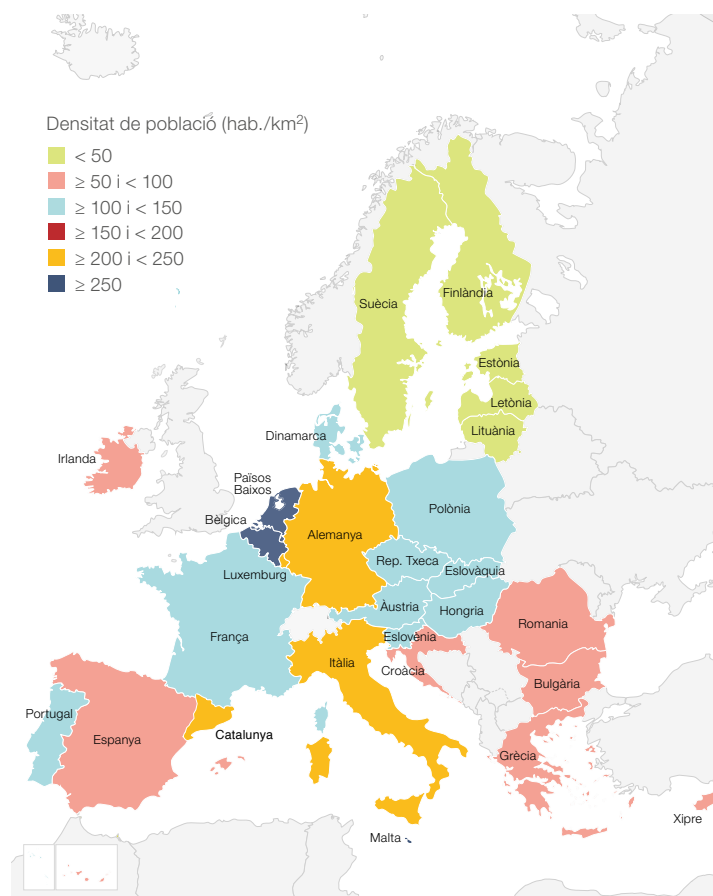 Densitat de població (hab./km²)
< 50
≥ 50 i < 100
≥ 100 i < 150
≥ 150 i < 200
≥ 200 i < 250
≥ 250
Suècia
Finlàndia
Estònia
Letònia
Lituània
Dinamarca
Irlanda
Països
Baixos
Bèlgica
Alemanya
Polònia
Luxemburg
Rep. Txeca
Eslovàquia
Àustria
Hongria
França
Eslovènia
Romania
Itàlia
Croàcia
Bulgària
Portugal
Espanya
Catalunya
Grècia
Xipre
Malta